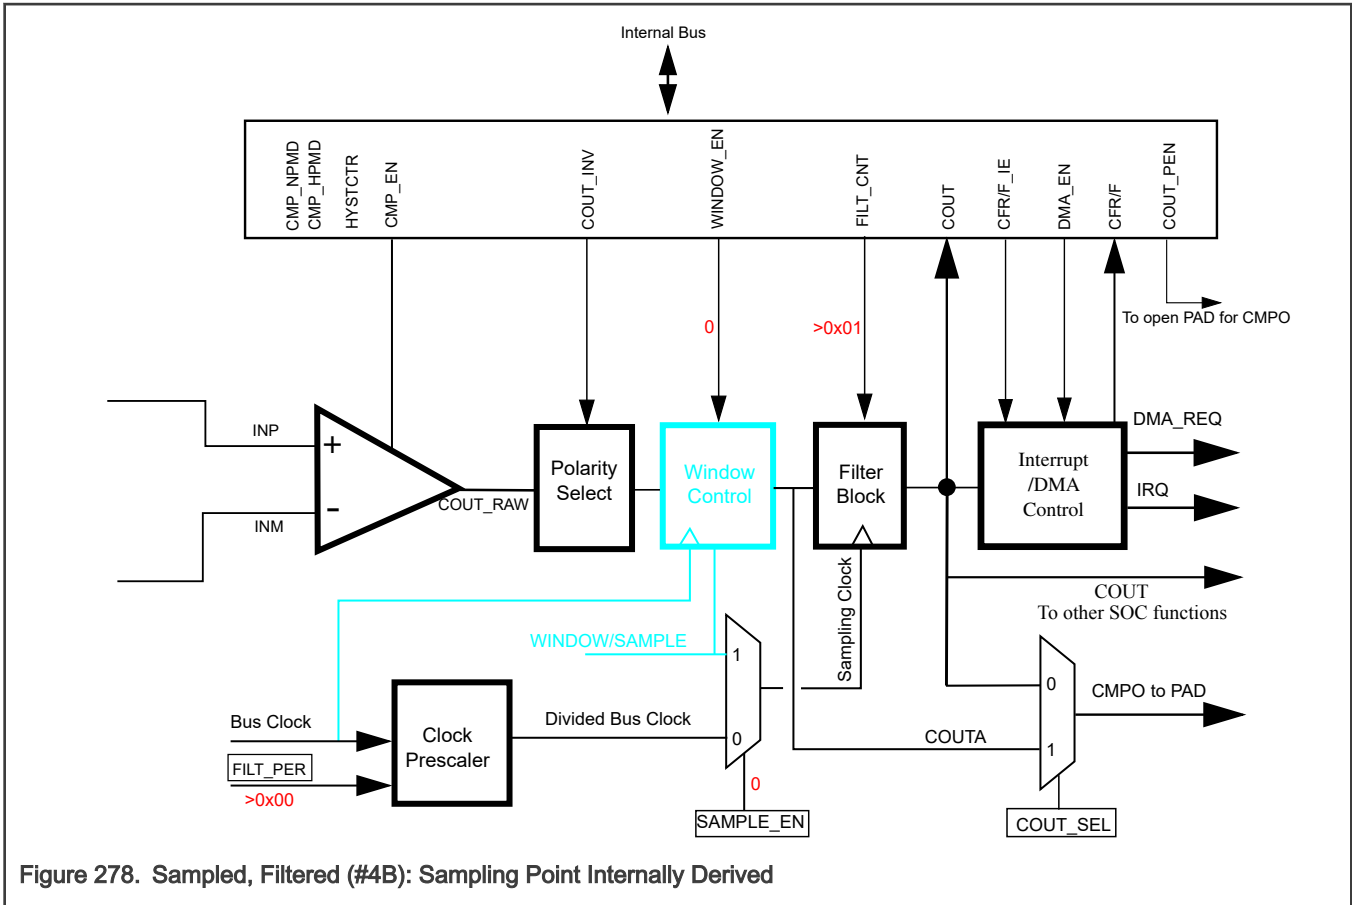 Internal Bus
CMP_NPMD
CMP_HPMD
HYSTCTR
CMP_EN
COUT_INV
WINDOW_EN
FILT_CNT
COUT
CFR/F_IE
DMA_EN
CFR/F
COUT_PEN
0
>0x01
To open PAD for CMPO
INP
+
-
INM
COUT_RAW
Polarity
Select
Window
Control
Filter
Block
Interrupt
/DMA
Control
DMA_REQ
IRQ
COUT
To other SOC functions
WINDOW/SAMPLE
1
0
Sampling Clock
Bus Clock
FILT_PER
>0x00
Clock
Prescaler
Divided Bus Clock
0
SAMPLE_EN
COUTA
0
1
CMPO to PAD
COUT_SEL
Figure 278. Sampled, Filtered (#4B): Sampling Point Internally Derived